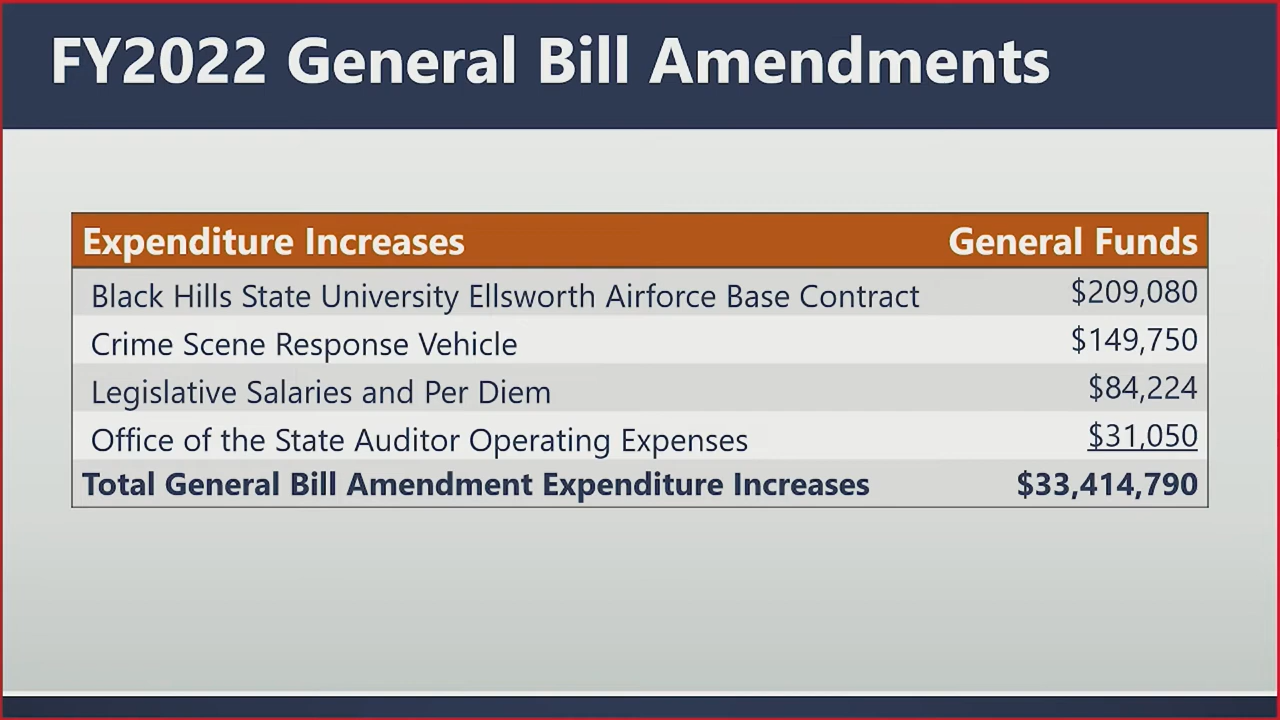 FY2022 General Bill Amendments
Expenditure Increases General Funds
Black Hills State University Ellsworth Airforce Base Contract $209,080
Crime Scene Response Vehicle $149,750
Legislative Salaries and Per Diem $84,224
Office of the State Auditor Operating Expenses $31,050
Total General Bill Amendment Expenditure Increases $33,414,790